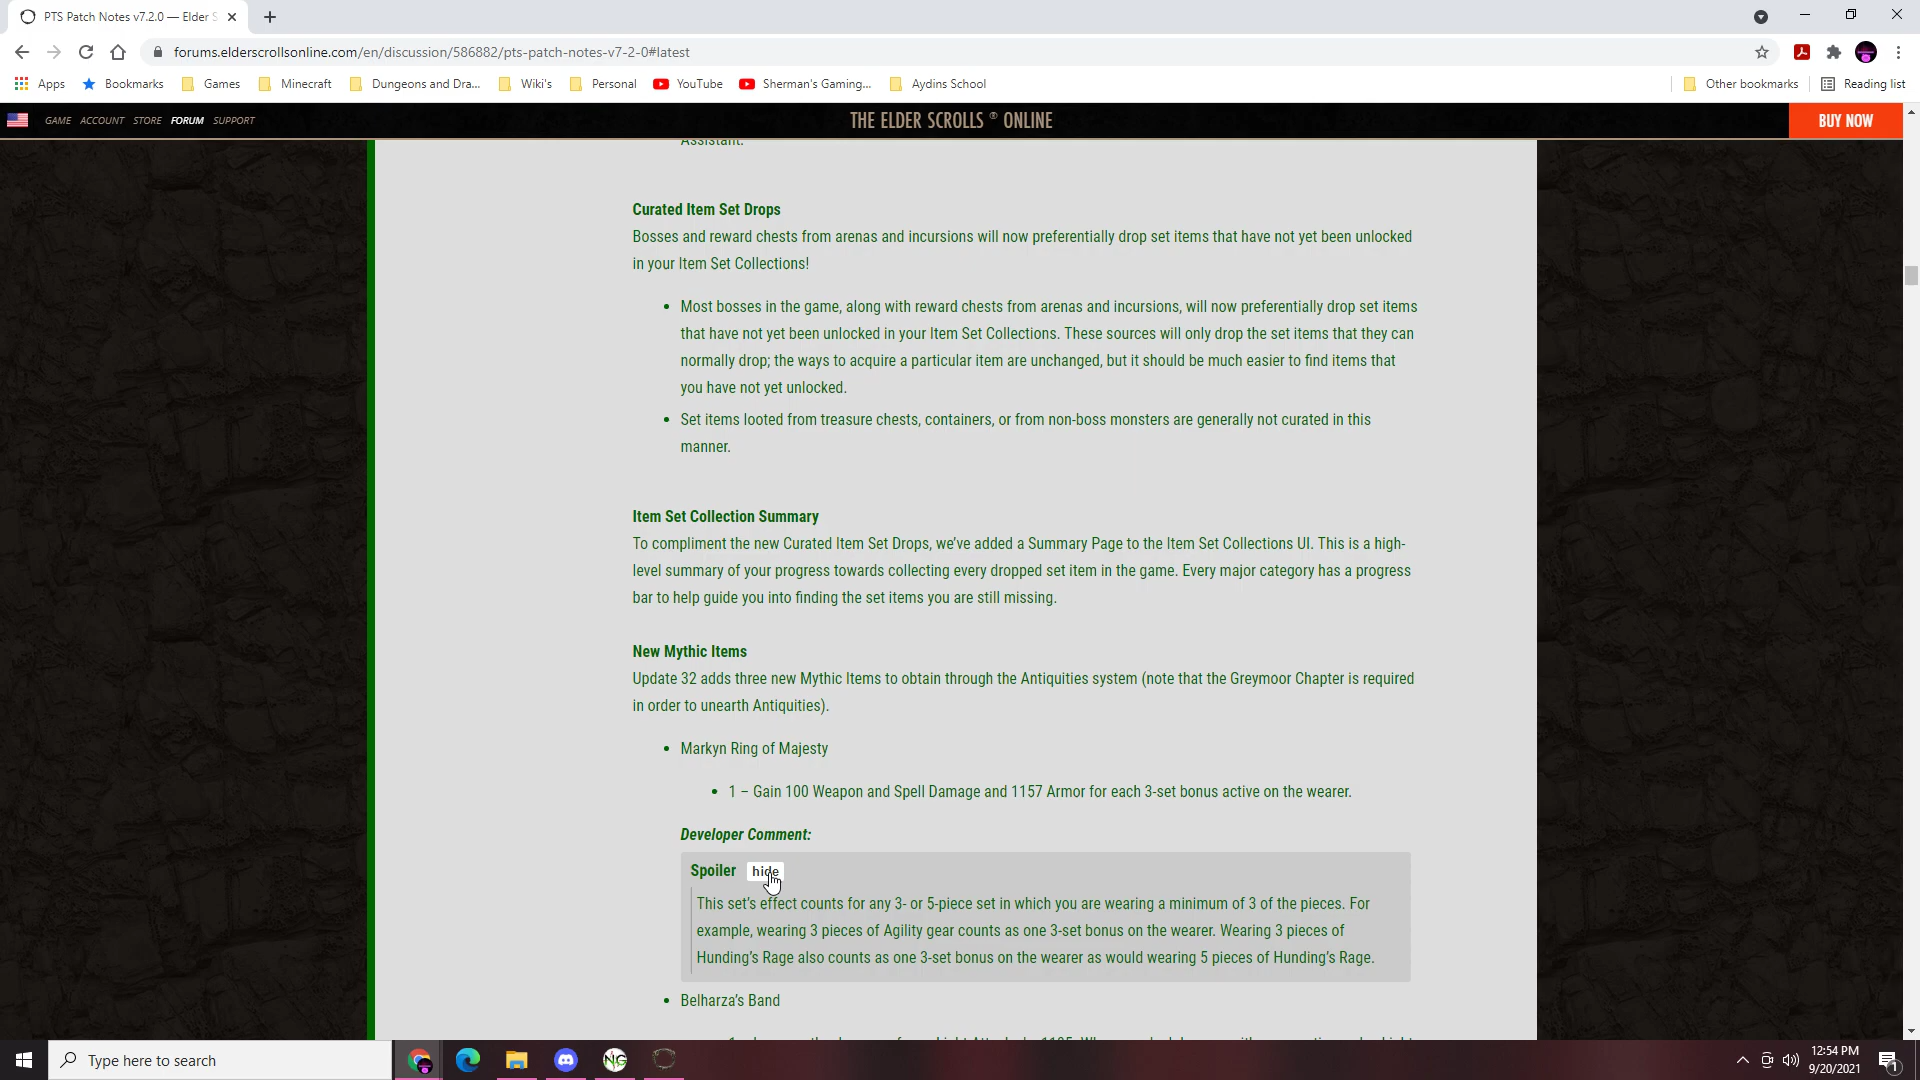 PTS Patch Notes v7.2.0 — Elder S
forums.elderscrollsonline.com/en/discussion/586882/pts-patch-notes-v7-2-0#latest
Apps Bookmarks Games Minecraft Dungeons and Dra... Wiki's Personal YouTube Sherman's Gaming... Aydins School Other bookmarks Reading list
GAME ACCOUNT STORE FORUM SUPPORT THE ELDER SCROLLS ® ONLINE BUY NOW
Assistant.
Curated Item Set Drops
Bosses and reward chests from arenas and incursions will now preferentially drop set items that have not yet been unlocked
in your Item Set Collections!
• Most bosses in the game, along with reward chests from arenas and incursions, will now preferentially drop set items
that have not yet been unlocked in your Item Set Collections. These sources will only drop the set items that they can
normally drop; the ways to acquire a particular item are unchanged, but it should be much easier to find items that
you have not yet unlocked.
• Set items looted from treasure chests, containers, or from non-boss monsters are generally not curated in this
manner.
Item Set Collection Summary
To compliment the new Curated Item Set Drops, we've added a Summary Page to the Item Set Collections UI. This is a high-
level summary of your progress towards collecting every dropped set item in the game. Every major category has a progress
bar to help guide you into finding the set items you are still missing.
New Mythic Items
Update 32 adds three new Mythic Items to obtain through the Antiquities system (note that the Greymoor Chapter is required
in order to unearth Antiquities).
• Markyn Ring of Majesty
• 1 – Gain 100 Weapon and Spell Damage and 1157 Armor for each 3-set bonus active on the wearer.
Developer Comment:
Spoiler hide
This set's effect counts for any 3- or 5-piece set in which you are wearing a minimum of 3 of the pieces. For
example, wearing 3 pieces of Agility gear counts as one 3-set bonus on the wearer. Wearing 3 pieces of
Hunding's Rage also counts as one 3-set bonus on the wearer as would wearing 5 pieces of Hunding's Rage.
• Belharza's Band
Type here to search
NG
12:54 PM
9/20/2021
1